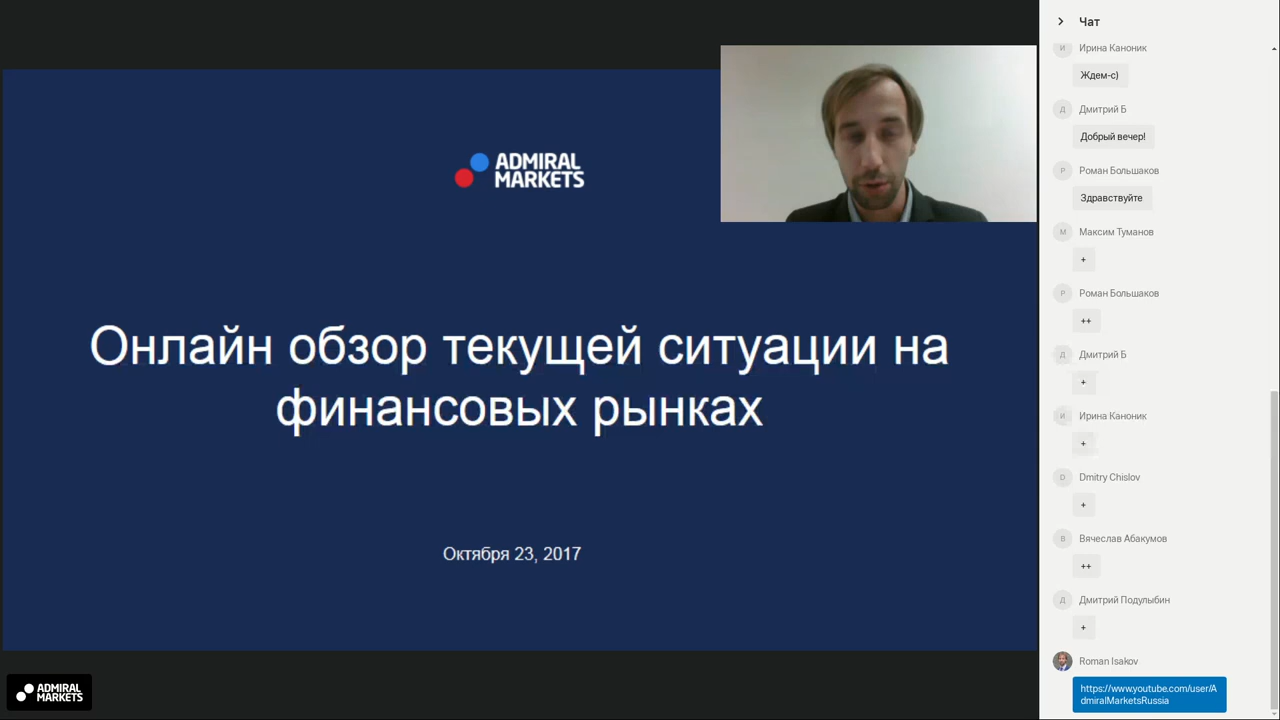 ADMIRAL
MARKETS
Онлайн обзор текущей ситуации на
финансовых рынках
Октября 23, 2017
ADMIRAL
MARKETS
Чат
И
Ирина Каноник
Ждем-с)
Д
Дмитрий Б
Добрый вечер!
Р
Роман Большаков
Здравствуйте
М
Максим Туманов
+
Р
Роман Большаков
++
Д
Дмитрий Б
+
И
Ирина Каноник
+
D
Dmitry Chislov
+
В
Вячеслав Абакумов
++
Д
Дмитрий Подулыбин
+
Roman Isakov
https://www.youtube.com/user/A
dmiralMarketsRussia